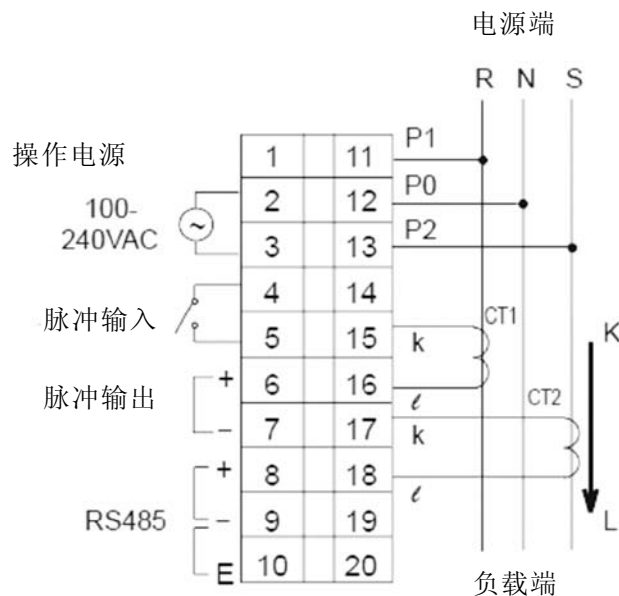 电源端
R N S
操作电源
1 11 P1
100-
240VAC
~
2 12 P0
3 13 P2
脉冲输入
4 14
5 15 k CT1
K
脉冲输出
+ 6 16 ℓ
CT2
− 7 17 k
+ 8 18 ℓ
RS485
− 9 19
L
E 10 20
负载端